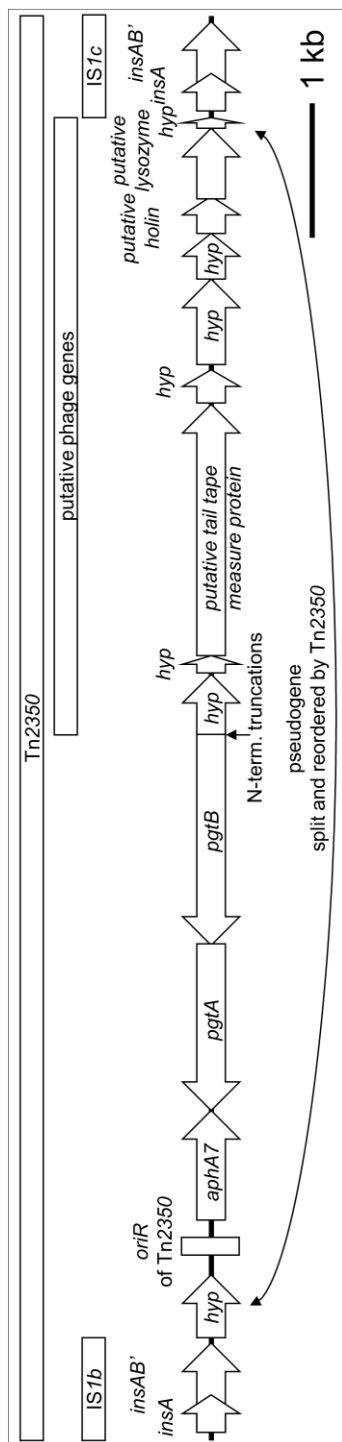 Tn2350
IS1b
putative phage genes
IS1c
insAB'
insA
hyp
oriR
of Tn2350
aphA7
pgtA
pgtB
hyp
hyp
putative tail tape
measure protein
hyp
hyp
hyp
putative
holin
putative
lysozyme
hyp
insA
insAB'
N-term. truncations
pseudogene
split and reordered by Tn2350
1 kb